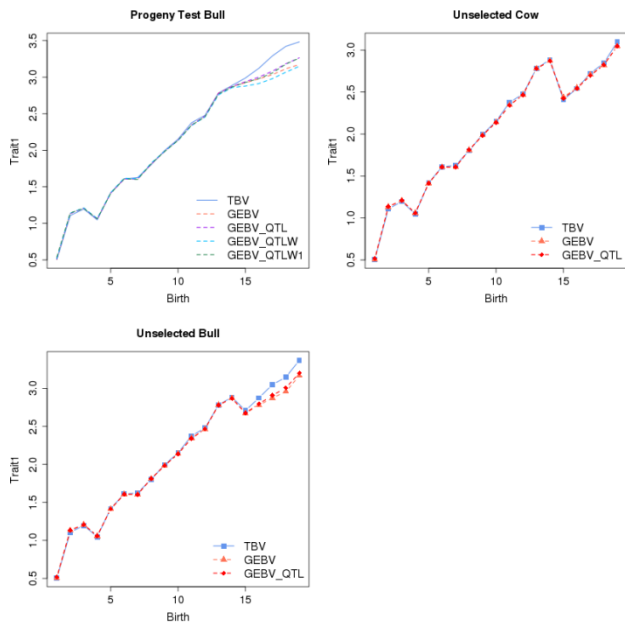 Progeny Test Bull
Trait1
3.5
3.0
2.5
2.0
1.5
1.0
0.5
TBV
GEBV
GEBV_QTL
GEBV_QTLW
GEBV_QTLW1
5
10
15
Birth
Unselected Cow
Trait1
3.0
2.5
2.0
1.5
1.0
0.5
TBV
GEBV
GEBV_QTL
5
10
15
Birth
Unselected Bull
Trait1
3.0
2.5
2.0
1.5
1.0
0.5
TBV
GEBV
GEBV_QTL
5
10
15
Birth